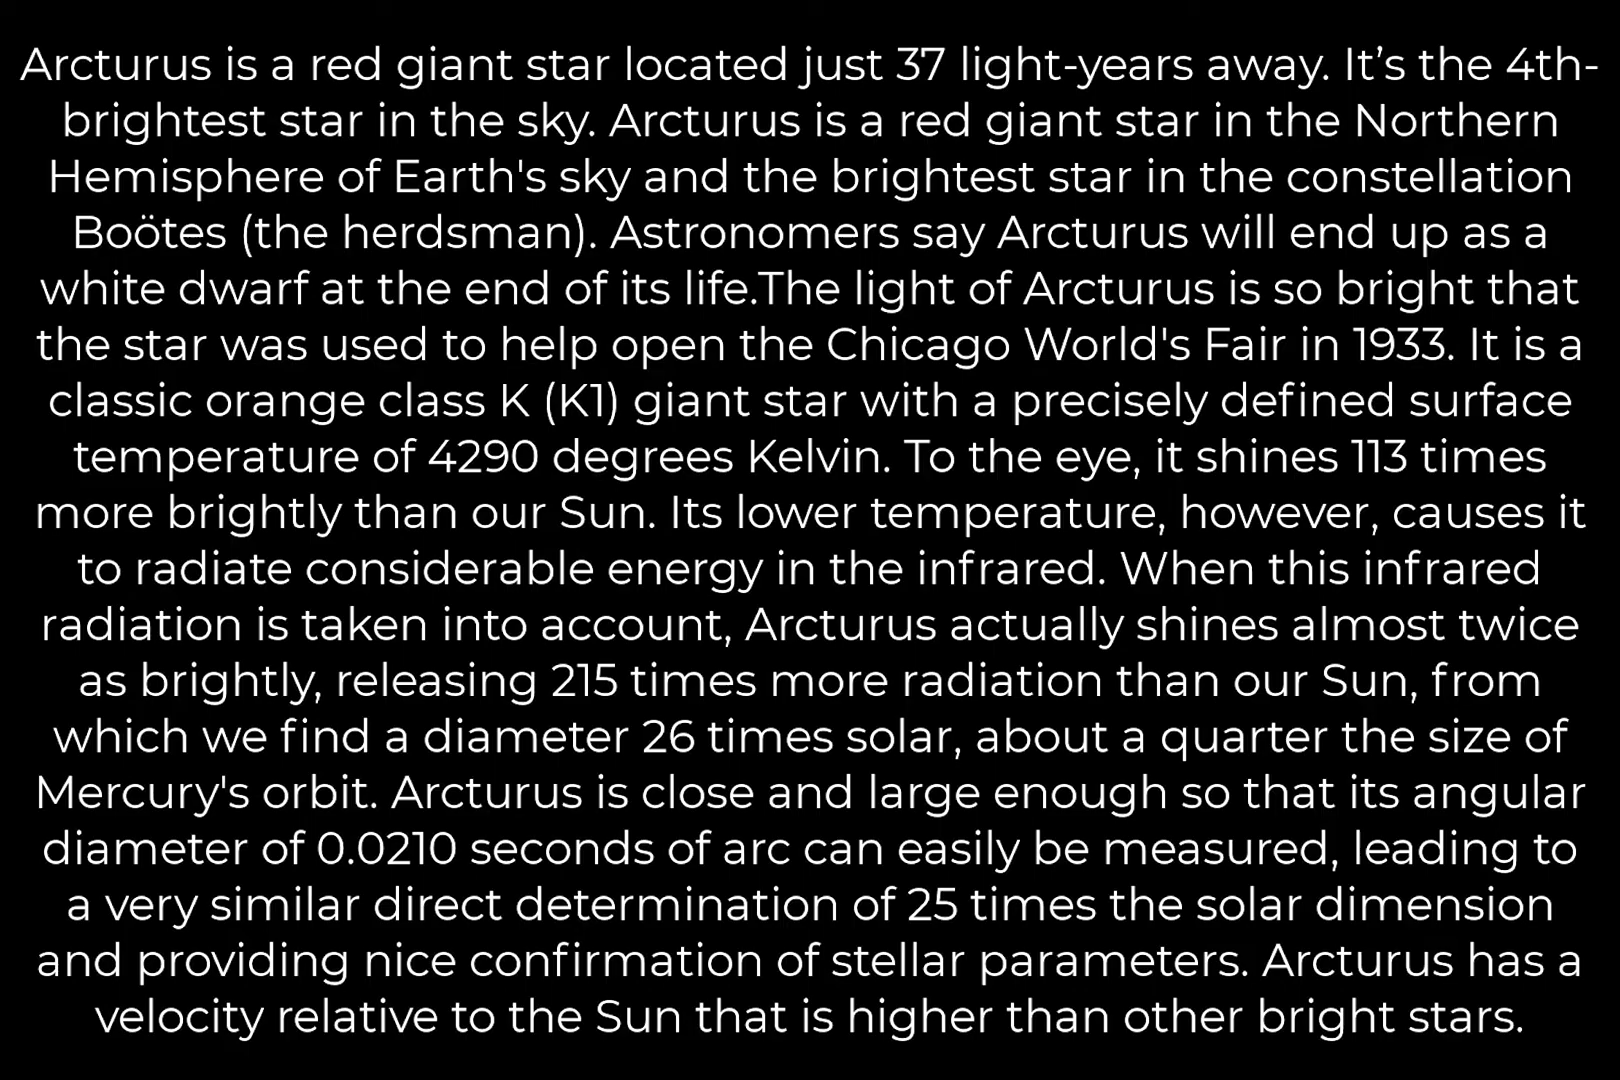 Arcturus is a red giant star located just 37 light-years away. It’s the 4th-
brightest star in the sky. Arcturus is a red giant star in the Northern
Hemisphere of Earth's sky and the brightest star in the constellation
Boötes (the herdsman). Astronomers say Arcturus will end up as a
white dwarf at the end of its life.The light of Arcturus is so bright that
the star was used to help open the Chicago World's Fair in 1933. It is a
classic orange class K (K1) giant star with a precisely defined surface
temperature of 4290 degrees Kelvin. To the eye, it shines 113 times
more brightly than our Sun. Its lower temperature, however, causes it
to radiate considerable energy in the infrared. When this infrared
radiation is taken into account, Arcturus actually shines almost twice
as brightly, releasing 215 times more radiation than our Sun, from
which we find a diameter 26 times solar, about a quarter the size of
Mercury's orbit. Arcturus is close and large enough so that its angular
diameter of 0.0210 seconds of arc can easily be measured, leading to
a very similar direct determination of 25 times the solar dimension
and providing nice confirmation of stellar parameters. Arcturus has a
velocity relative to the Sun that is higher than other bright stars.